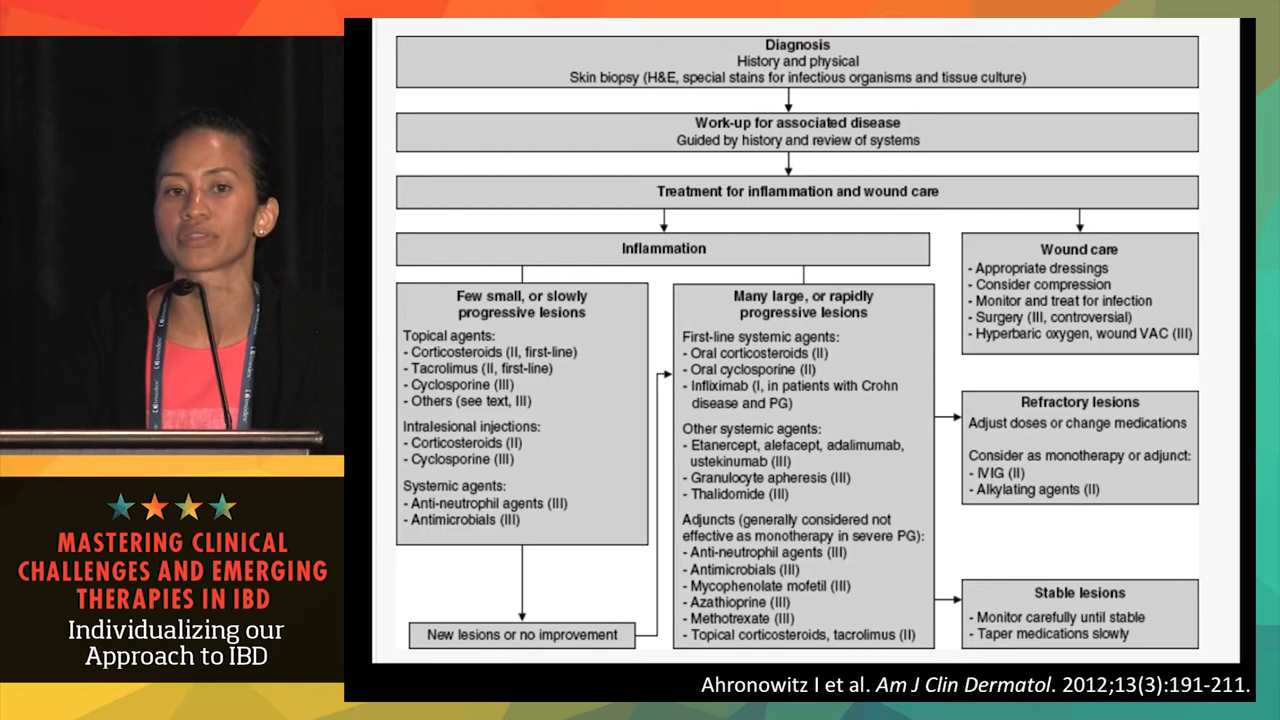 Diagnosis
History and physical
Skin biopsy (H&E, special stains for infectious organisms and tissue culture)
Work-up for associated disease
Guided by history and review of systems
Treatment for inflammation and wound care
Inflammation
Few small, or slowly
progressive lesions
Topical agents:
- Corticosteroids (II, first-line)
- Tacrolimus (II, first-line)
- Cyclosporine (III)
- Others (see text, III)
Intralesional injections:
- Corticosteroids (II)
- Cyclosporine (III)
Systemic agents:
- Anti-neutrophil agents (III)
- Antimicrobials (III)
New lesions or no improvement
Many large, or rapidly
progressive lesions
First-line systemic agents:
- Oral corticosteroids (II)
- Oral cyclosporine (II)
- Infliximab (I, in patients with Crohn
disease and PG)
Other systemic agents:
- Etanercept, alefacept, adalimumab,
ustekinumab (III)
- Granulocyte apheresis (III)
- Thalidomide (III)
Adjuncts (generally considered not
effective as monotherapy in severe PG):
- Anti-neutrophil agents (III)
- Antimicrobials (III)
- Mycophenolate mofetil (III)
- Azathioprine (III)
- Methotrexate (III)
- Topical corticosteroids, tacrolimus (II)
Wound care
- Appropriate dressings
- Consider compression
- Monitor and treat for infection
- Surgery (III, controversial)
- Hyperbaric oxygen, wound VAC (III)
Refractory lesions
Adjust doses or change medications
Consider as monotherapy or adjunct:
- IVIG (II)
- Alkylating agents (II)
Stable lesions
- Monitor carefully until stable
- Taper medications slowly
Ahronowitz I et al. Am J Clin Dermatol. 2012;13(3):191-211.
MASTERING CLINICAL
CHALLENGES AND EMERGING
THERAPIES IN IBD
Individualizing our
Approach to IBD